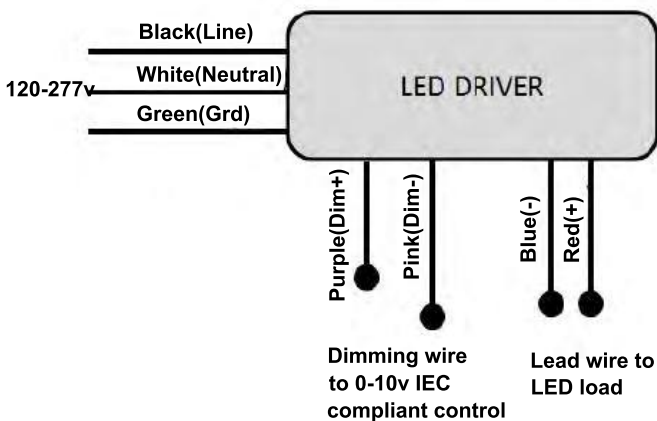 Black(Line)
120-277v
White(Neutral)
Green(Grd)
LED DRIVER
Purple(Dim+)
Pink(Dim-)
Blue(-)
Red(+)
Dimming wire
to 0-10v IEC
compliant control
Lead wire to
LED load